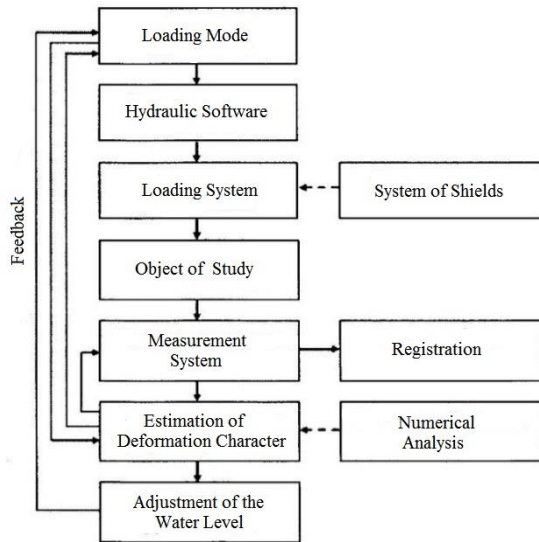 Loading Mode
Hydraulic Software
Loading System
System of Shields
Feedback
Object of Study
Measurement
System
Registration
Estimation of
Deformation Character
Numerical
Analysis
Adjustment of the
Water Level